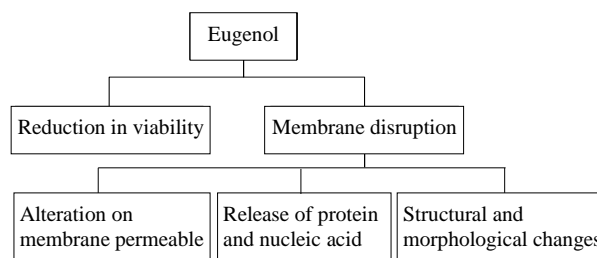 Eugenol
Reduction in viability
Membrane disruption
Alteration on
membrane permeable
Release of protein
and nucleic acid
Structural and
morphological changes